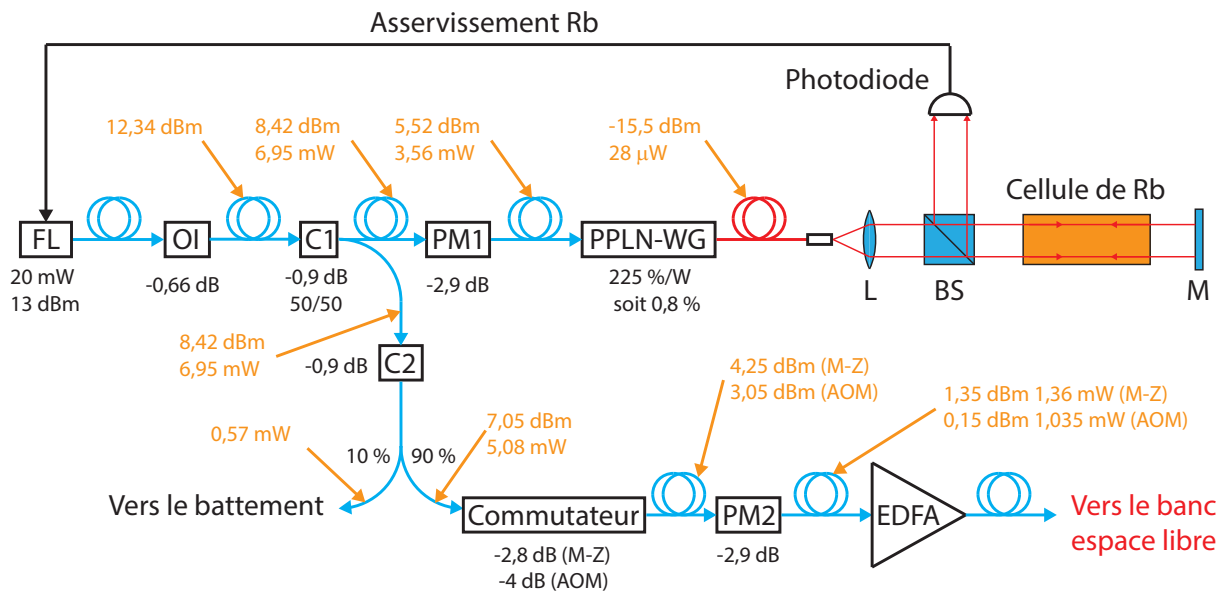 Asservissement Rb
Photodiode
12,34 dBm
8,42 dBm
6,95 mW
5,52 dBm
3,56 mW
-15,5 dBm
28 μW
Cellule de Rb
FL
OI
C1
PM1
PPLN-WG
20 mW
13 dBm
-0,66 dB
-0,9 dB
50/50
-2,9 dB
225 %/W
soit 0,8 %
L
BS
M
8,42 dBm
6,95 mW
-0,9 dB
C2
4,25 dBm (M-Z)
3,05 dBm (AOM)
1,35 dBm 1,36 mW (M-Z)
0,15 dBm 1,035 mW (AOM)
0,57 mW
10 %
90 %
7,05 dBm
5,08 mW
Vers le battement
Commutateur
PM2
EDFA
Vers le banc
espace libre
-2,8 dB (M-Z)
-4 dB (AOM)
-2,9 dB